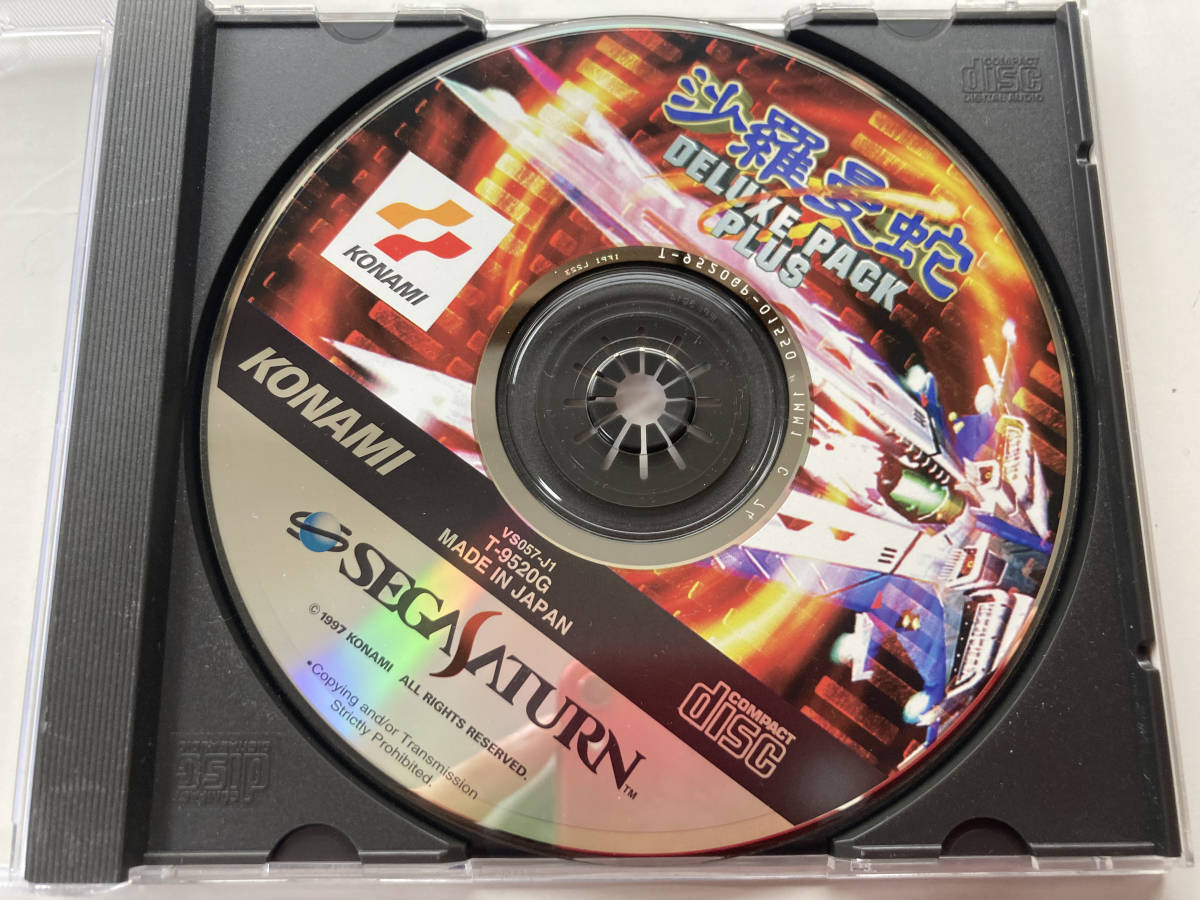 沙羅曼蛇
DELUXE PACK
PLUS
KONAMI
KONAMI
VS057-J1
T-9520G
MADE IN JAPAN
SEGA SATURN™
©1997 KONAMI ALL RIGHTS RESERVED.
•Copying and/or Transmission
Strictly Prohibited.
COMPACT
disc
COMPACT
disc
DIGITAL AUDIO